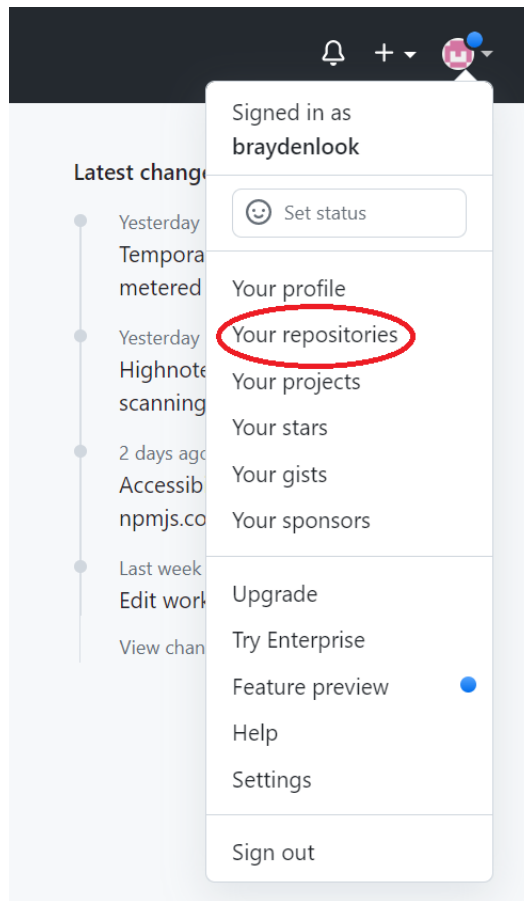 Signed in as
braydenlook
Latest change
Set status
Yesterday
Tempora
metered
Yesterday
Highnote
scanning
2 days ago
Accessib
npmjs.co
Last week
Edit work
View chan
Your profile
Your repositories
Your projects
Your stars
Your gists
Your sponsors
Upgrade
Try Enterprise
Feature preview
Help
Settings
Sign out